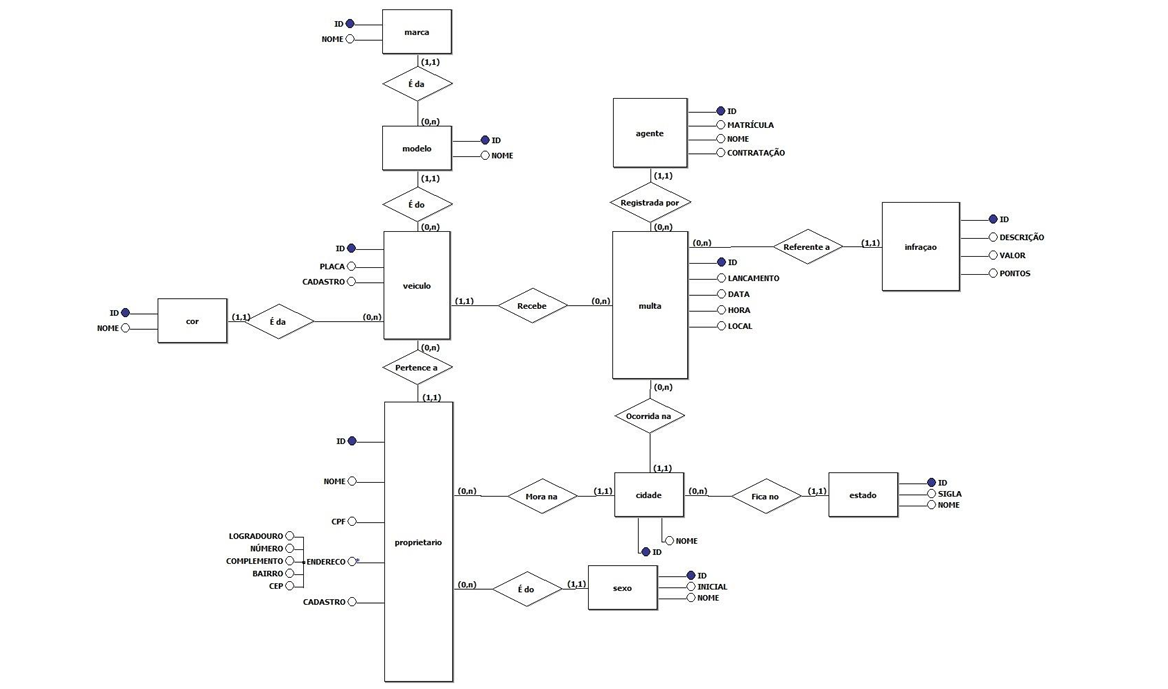 ID
NOME
marca
(1,1)
É da
(0,n)
modelo
ID
NOME
(1,1)
É do
(0,n)
agente
ID
MATRÍCULA
NOME
CONTRATAÇÃO
(1,1)
Registrada por
(0,n)
ID
PLACA
CADASTRO
veiculo
(1,1)
Recebe
(0,n)
multa
ID
LANCAMENTO
DATA
HORA
LOCAL
(0,n)
Referente a
(1,1)
infraçao
ID
DESCRIÇÃO
VALOR
PONTOS
ID
NOME
cor
(1,1)
É da
(0,n)
(0,n)
Pertence a
(1,1)
(0,n)
Ocorrida na
(1,1)
ID
NOME
CPF
LOGRADOURO
NÚMERO
COMPLEMENTO
BAIRRO
CEP
ENDERECO
CADASTRO
proprietario
(0,n)
Mora na
(1,1)
cidade
NOME
ID
(0,n)
Fica no
(1,1)
estado
ID
SIGLA
NOME
(0,n)
É do
(1,1)
sexo
ID
INICIAL
NOME